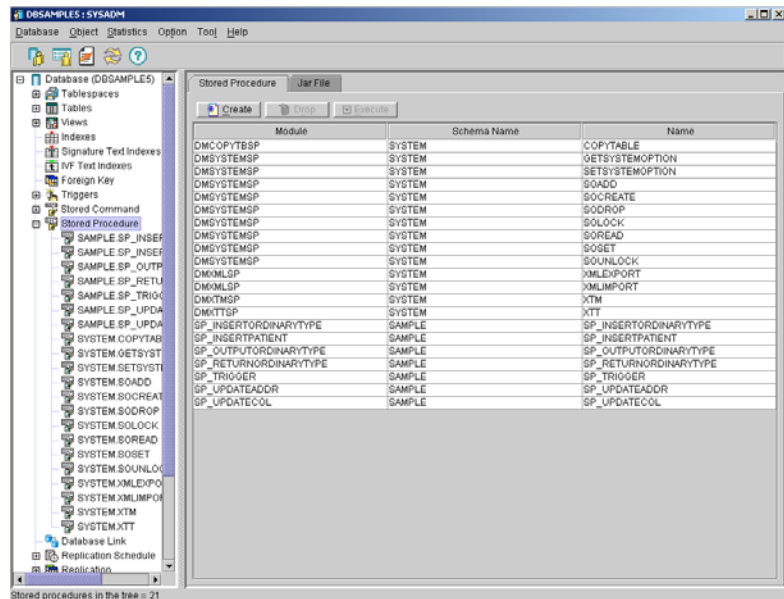 DBSAMPLE5 : SYSADM
Database Object Statistics Option Tool Help
Database (DBSAMPLE5)
Tablespaces
Tables
Views
Indexes
Signature Text Indexes
IVF Text Indexes
Foreign Key
Triggers
Stored Command
Stored Procedure
SAMPLE.SP_INSER
SAMPLE.SP_INSER
SAMPLE.SP_OUTP
SAMPLE.SP_RETU
SAMPLE.SP_TRIGG
SAMPLE.SP_UPDA
SAMPLE.SP_UPDA
SYSTEM.COPYTAB
SYSTEM.GETSYST
SYSTEM.SETSYSTE
SYSTEM.SOADD
SYSTEM.SOCREAT
SYSTEM.SODROP
SYSTEM.SOLOCK
SYSTEM.SOREAD
SYSTEM.SOSET
SYSTEM.SOUNLOC
SYSTEM.XMLEXPO
SYSTEM.XMLIMPOR
SYSTEM.XTM
SYSTEM.XTT
Database Link
Replication Schedule
Replication
Stored Procedure Jar File
Create Drop Execute
Module Schema Name Name
DMCOPYTBSP SYSTEM COPYTABLE
DMSYSTEMSP SYSTEM GETSYSTEMOPTION
DMSYSTEMSP SYSTEM SETSYSTEMOPTION
DMSYSTEMSP SYSTEM SOADD
DMSYSTEMSP SYSTEM SOCREATE
DMSYSTEMSP SYSTEM SODROP
DMSYSTEMSP SYSTEM SOLOCK
DMSYSTEMSP SYSTEM SOREAD
DMSYSTEMSP SYSTEM SOSET
DMSYSTEMSP SYSTEM SOUNLOCK
DMXMLSP SYSTEM XMLEXPORT
DMXMLSP SYSTEM XMLIMPORT
DMXTMSP SYSTEM XTM
DMXTTSP SYSTEM XTT
SP_INSERTORDINARYTYPE SAMPLE SP_INSERTORDINARYTYPE
SP_INSERTPATIENT SAMPLE SP_INSERTPATIENT
SP_OUTPUTORDINARYTYPE SAMPLE SP_OUTPUTORDINARYTYPE
SP_RETURNORDINARYTYPE SAMPLE SP_RETURNORDINARYTYPE
SP_TRIGGER SAMPLE SP_TRIGGER
SP_UPDATEADDR SAMPLE SP_UPDATEADDR
SP_UPDATECOL SAMPLE SP_UPDATECOL
Stored procedures in the tree = 21